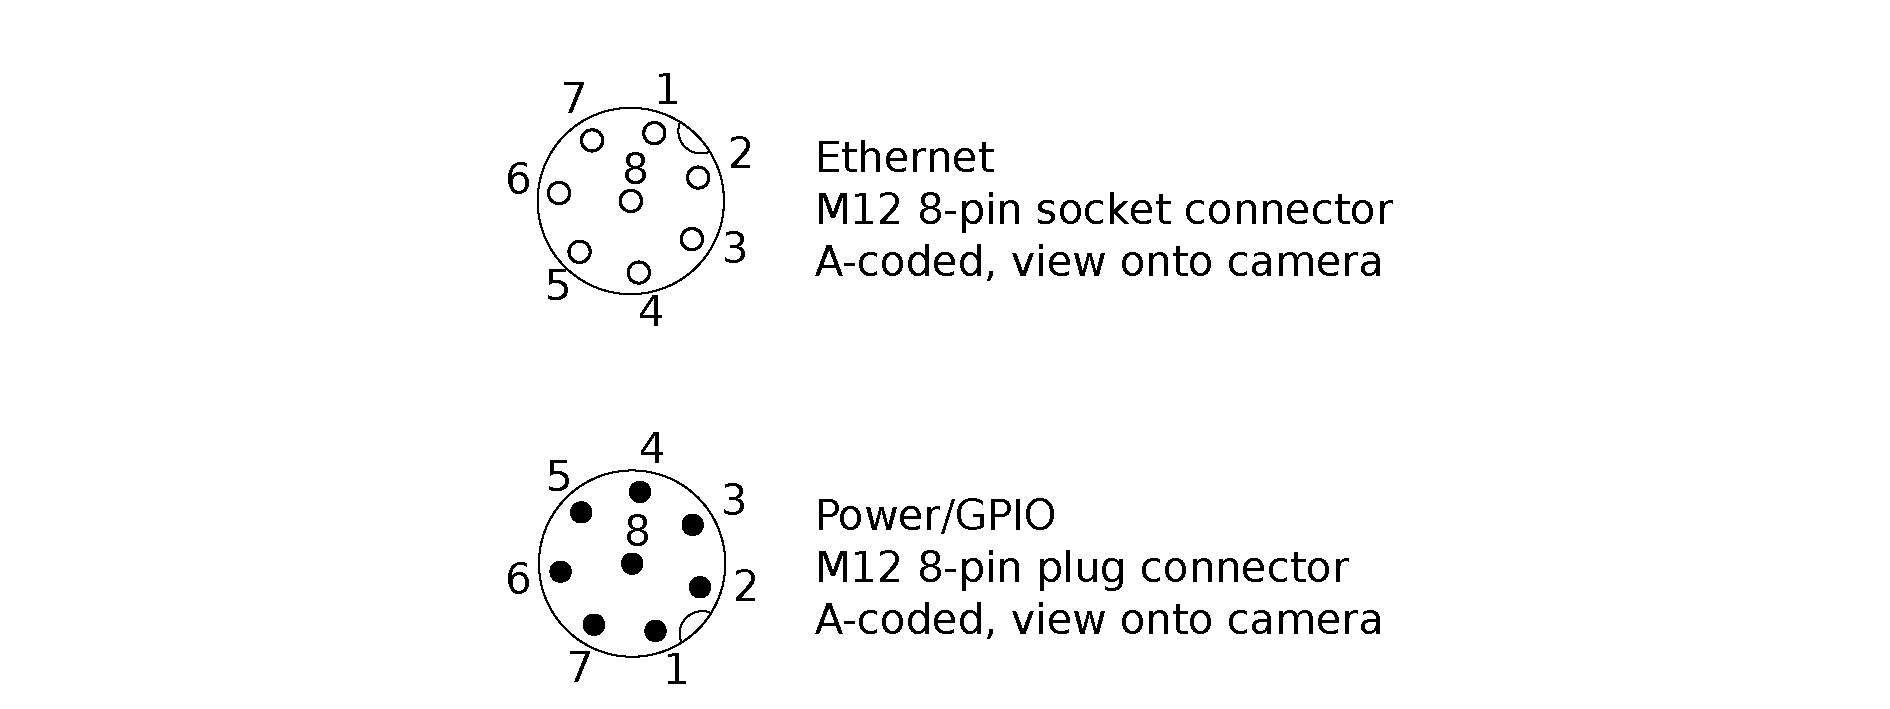 7 1
2
8
6
3
5
4
Ethernet
M12 8-pin socket connector
A-coded, view onto camera
4
5
3
8
6
2
7 1
Power/GPIO
M12 8-pin plug connector
A-coded, view onto camera